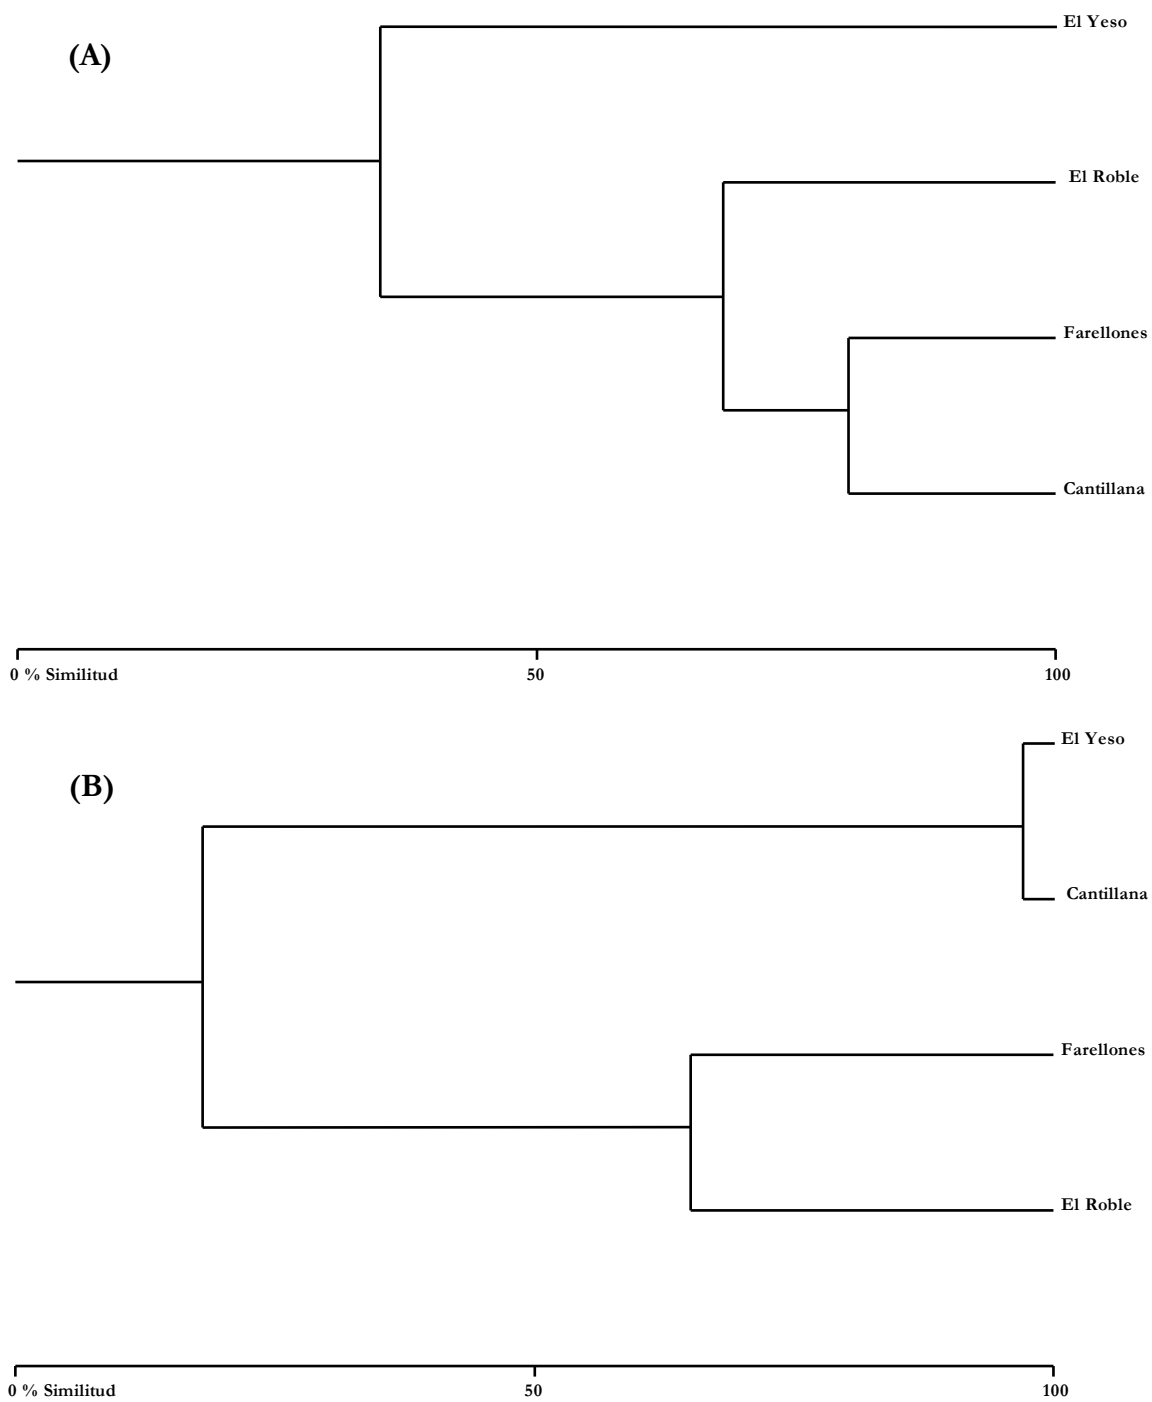 El Yeso
(A)
El Roble
Farellones
Cantillana
0 % Similitud 50 100
El Yeso
(B)
Cantillana
Farellones
El Roble
0 % Similitud 50 100